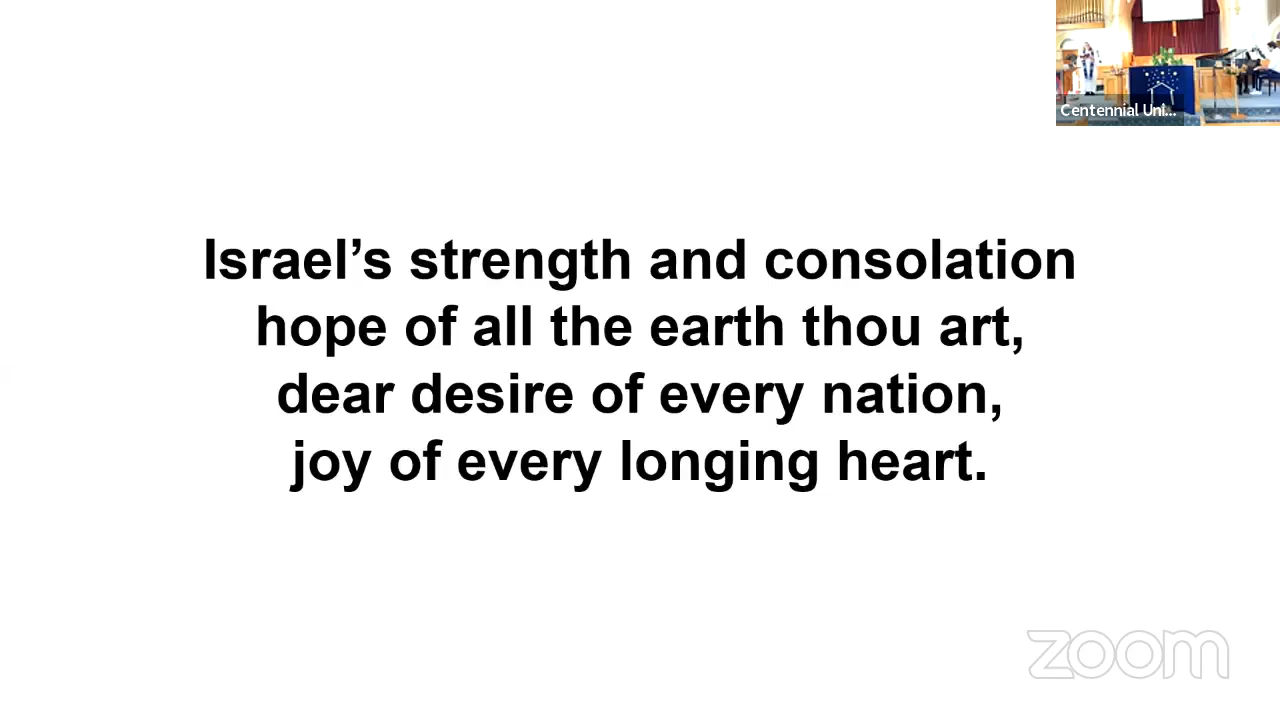 Centennial Uni...
Israel’s strength and consolation
hope of all the earth thou art,
dear desire of every nation,
joy of every longing heart.
zoom